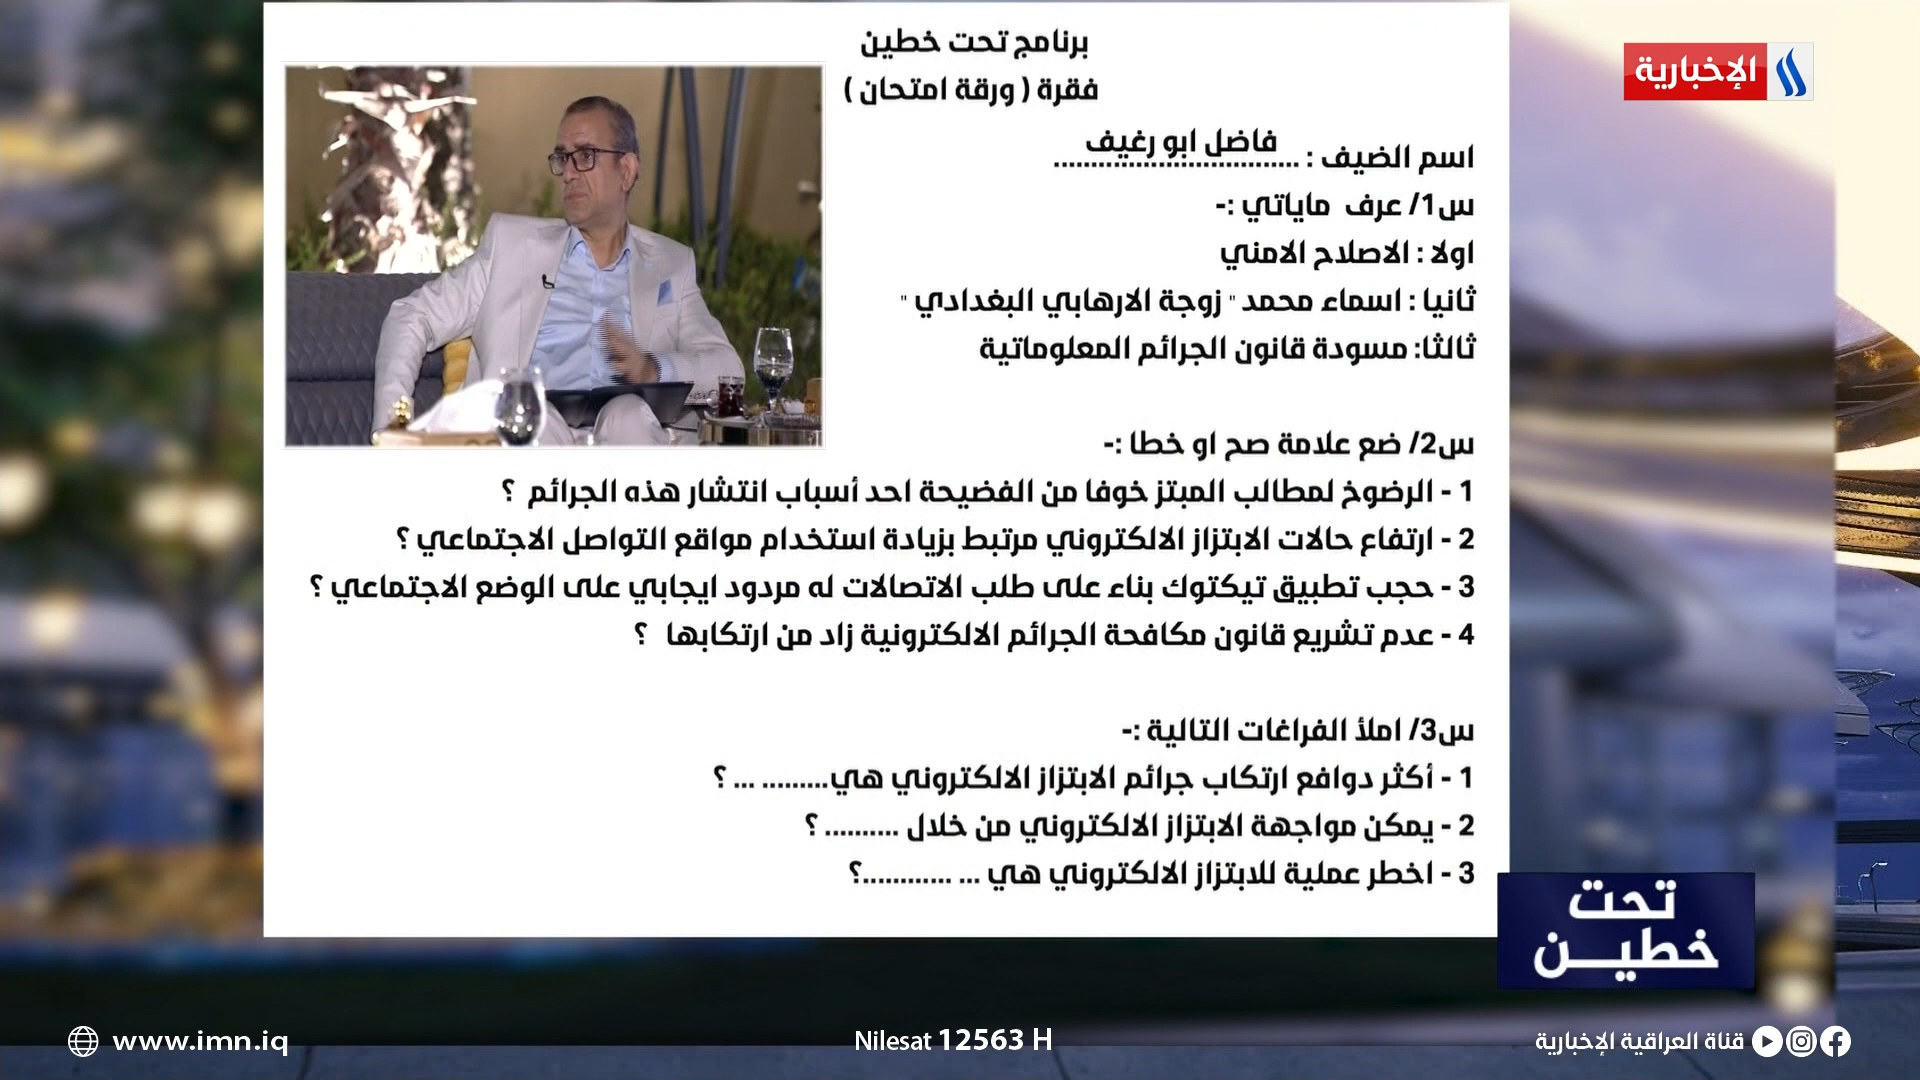 برنامج تحت خطين
فقرة ( ورقة امتحان )
الإخبارية
اسم الضيف : فاضل ابو رغيف ................................
س1/ عرف ماياتي :-
اولا : الاصلاح الامني
ثانيا : اسماء محمد " زوجة الارهابي البغدادي "
ثالثا: مسودة قانون الجرائم المعلوماتية
س2/ ضع علامة صح او خطا :-
1 - الرضوخ لمطالب المبتز خوفا من الفضيحة احد أسباب انتشار هذه الجرائم ؟
2 - ارتفاع حالات الابتزاز الالكتروني مرتبط بزيادة استخدام مواقع التواصل الاجتماعي ؟
3 - حجب تطبيق تيكتوك بناء على طلب الاتصالات له مردود ايجابي على الوضع الاجتماعي ؟
4 - عدم تشريع قانون مكافحة الجرائم الالكترونية زاد من ارتكابها ؟
س3/ املأ الفراغات التالية :-
1 - أكثر دوافع ارتكاب جرائم الابتزاز الالكتروني هي......... ... ؟
2 - يمكن مواجهة الابتزاز الالكتروني من خلال .......... ؟
3 - اخطر عملية للابتزاز الالكتروني هي ... ............؟
تحت
خطين
قناة العراقية الإخبارية
Nilesat 12563 H
www.imn.iq